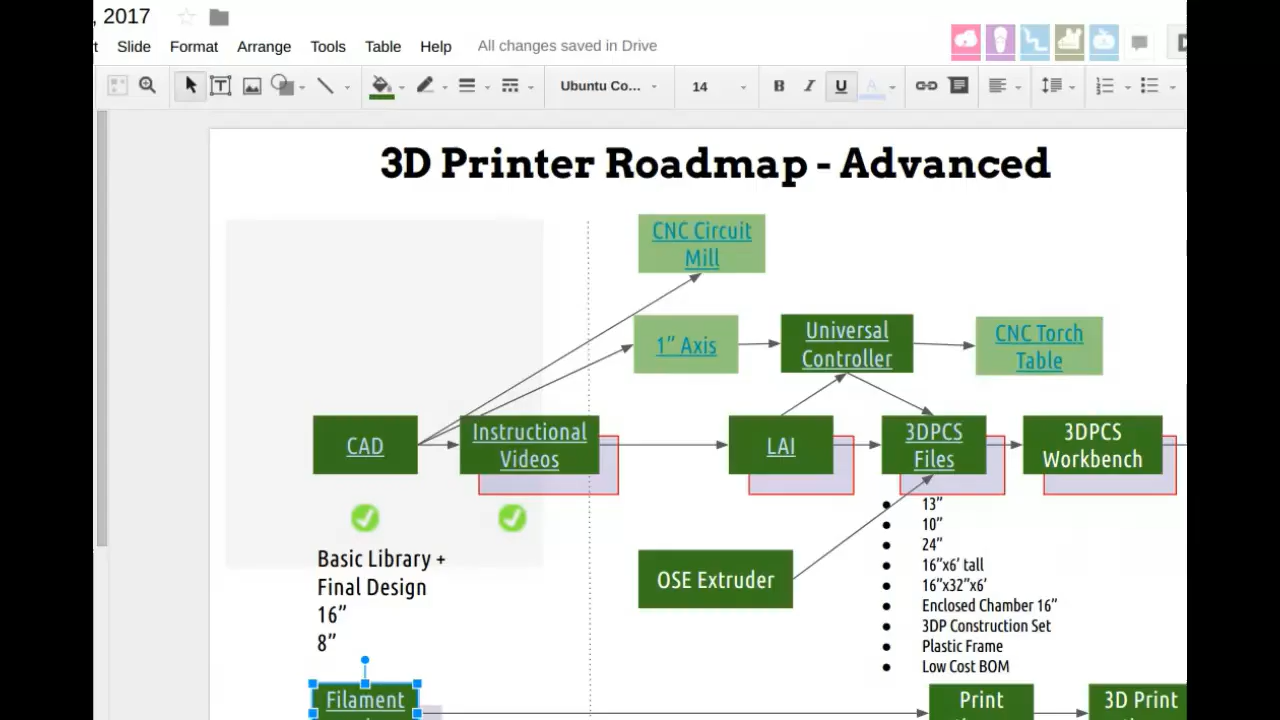 , 2017
t Slide Format Arrange Tools Table Help All changes saved in Drive
Ubuntu Co... 14 B I U A
3D Printer Roadmap - Advanced
CNC Circuit
Mill
1” Axis
Universal
Controller
CNC Torch
Table
CAD
Instructional
Videos
LAI
3DPCS
Files
3DPCS
Workbench
Basic Library +
Final Design
16”
8”
OSE Extruder
● 13”
● 10”
● 24”
● 16”x6’ tall
● 16”x32”x6’
● Enclosed Chamber 16”
● 3DP Construction Set
● Plastic Frame
● Low Cost BOM
Filament
Print
3D Print